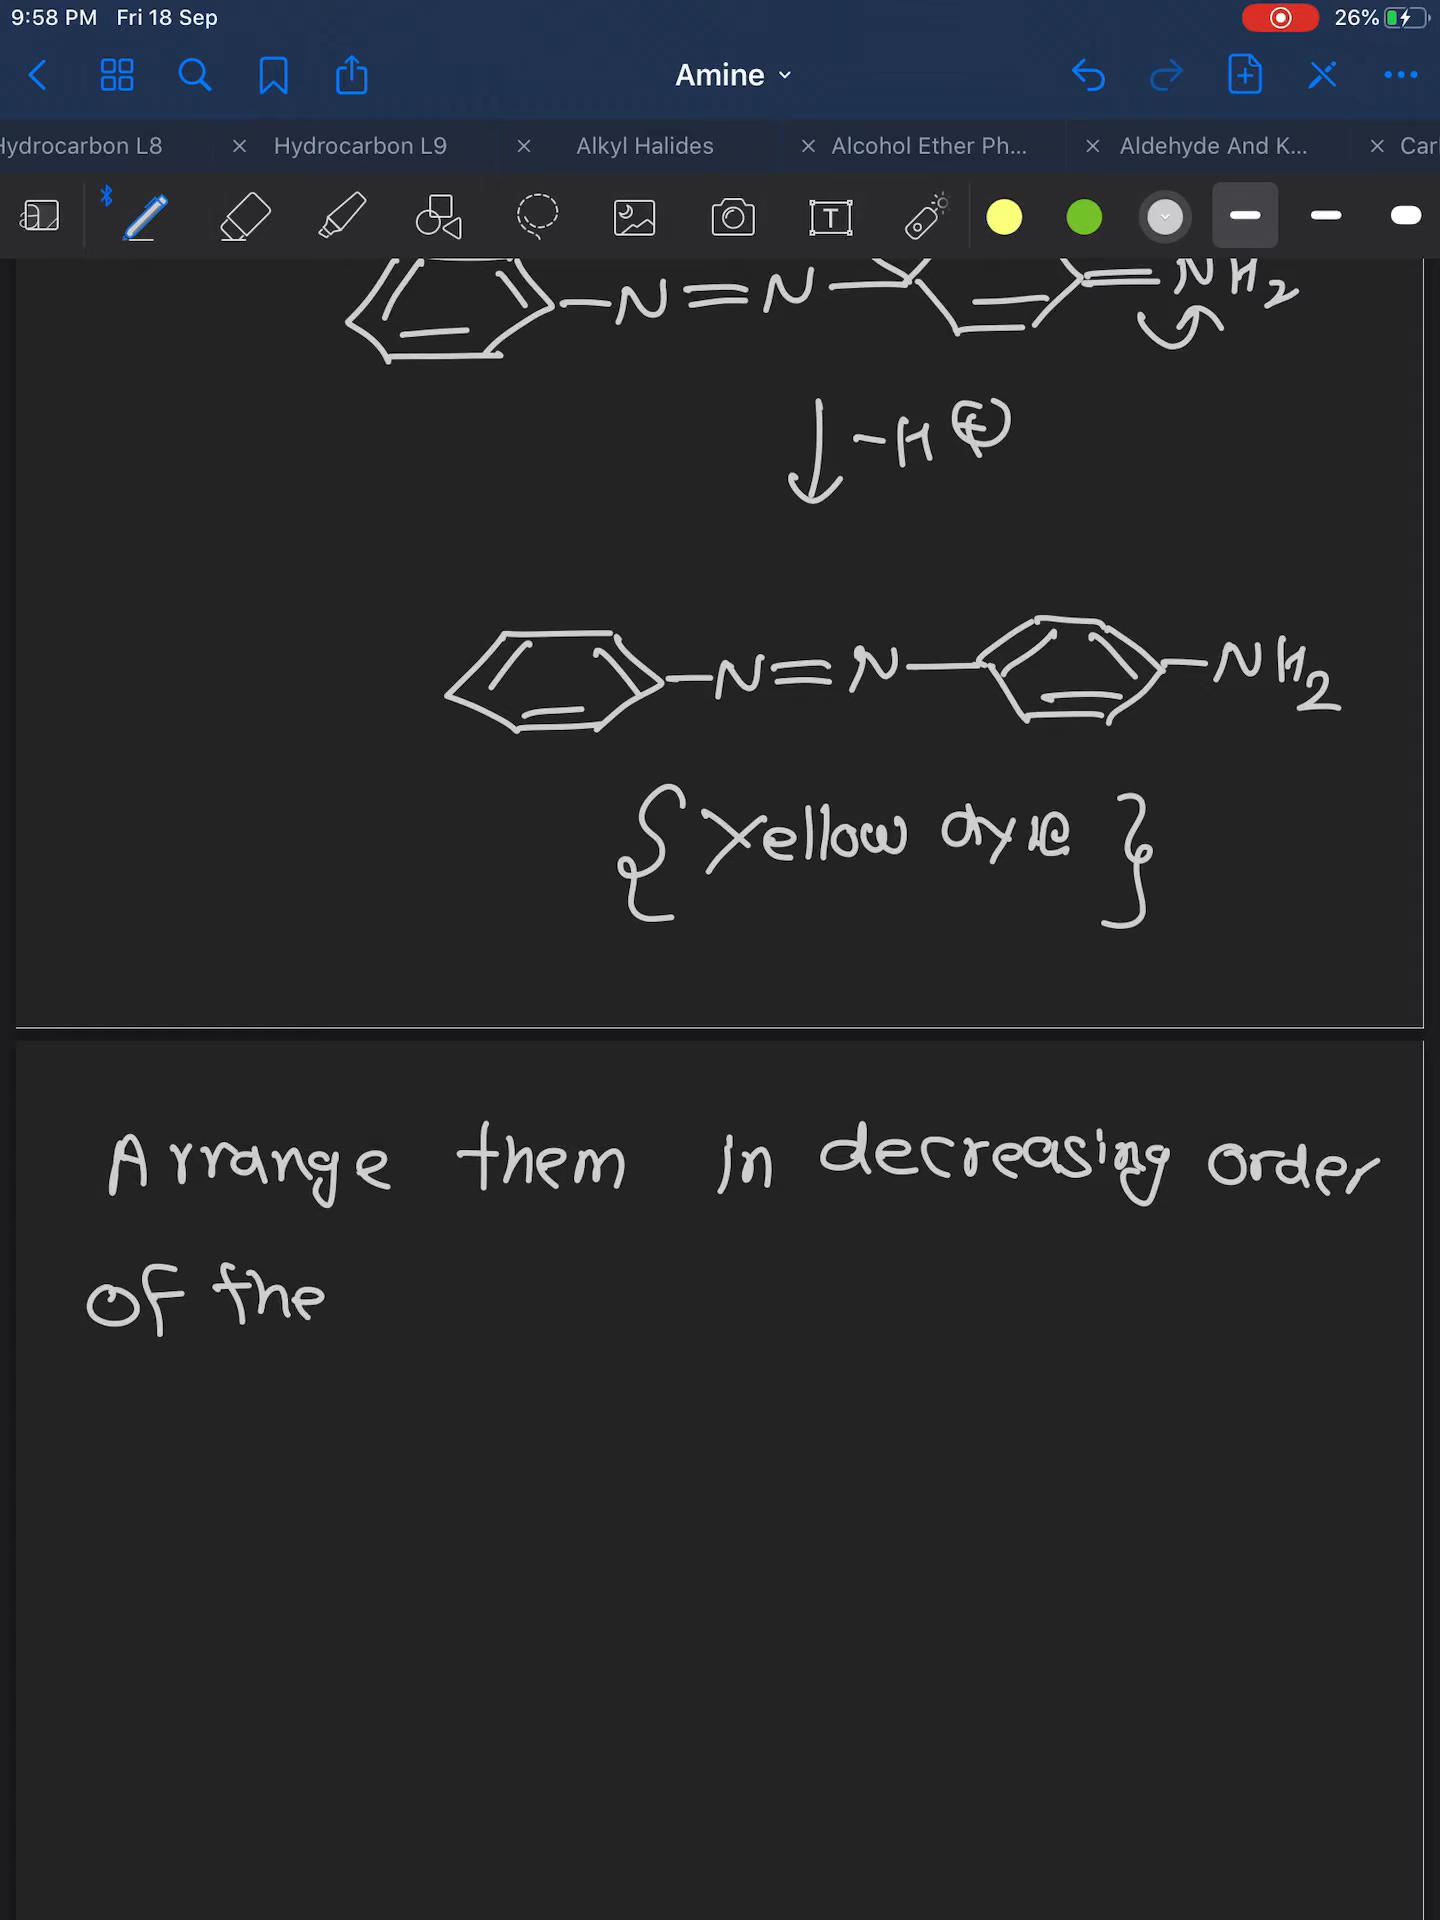 9:58 PM Fri 18 Sep 26%
Amine
Hydrocarbon L8 Hydrocarbon L9 Alkyl Halides Alcohol Ether Ph... Aldehyde And K... Car
T
N=N NH₂
-H⊕
N=N NH₂
{ Yellow dye }
Arrange them in decreasing order
of the